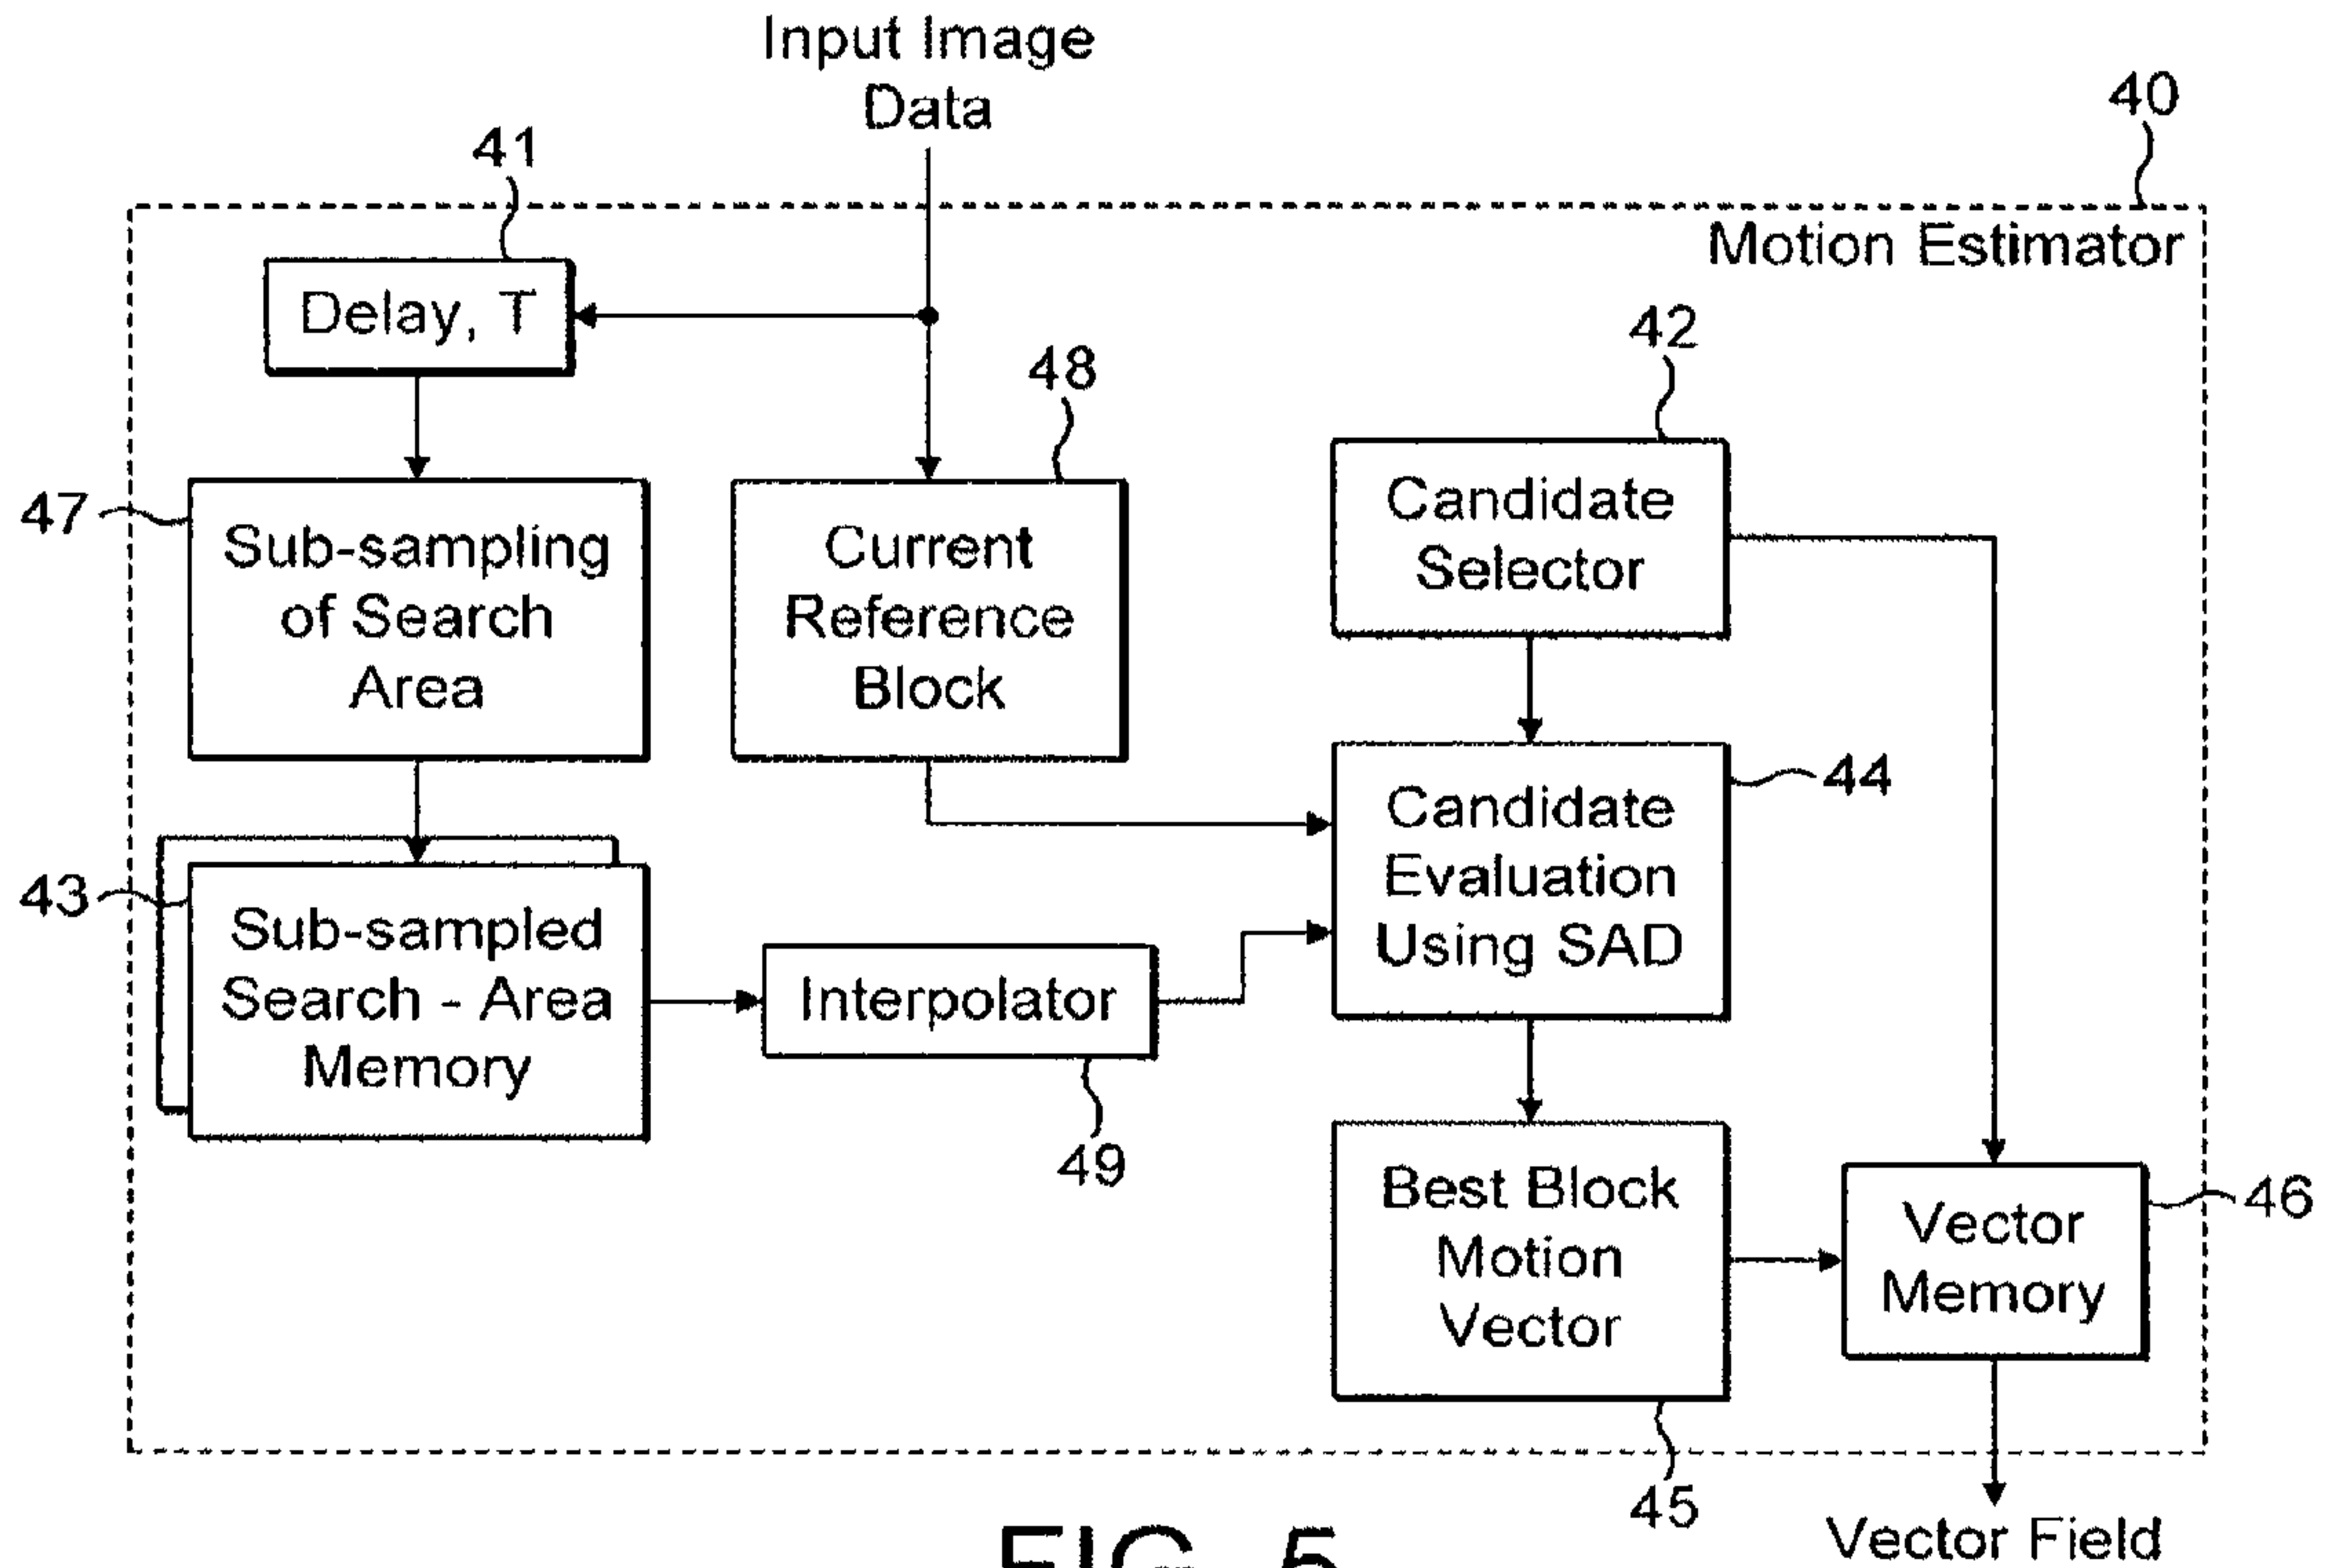 Input Image
Data
40
41
Motion Estimator
Delay, T
42
48
47
Sub-sampling
of Search
Area
Current
Reference
Block
Candidate
Selector
44
Candidate
Evaluation
Using SAD
43
Sub-sampled
Search - Area
Memory
Interpolator
49
Best Block
Motion
Vector
46
Vector
Memory
45
Vector Field
FIG. 5